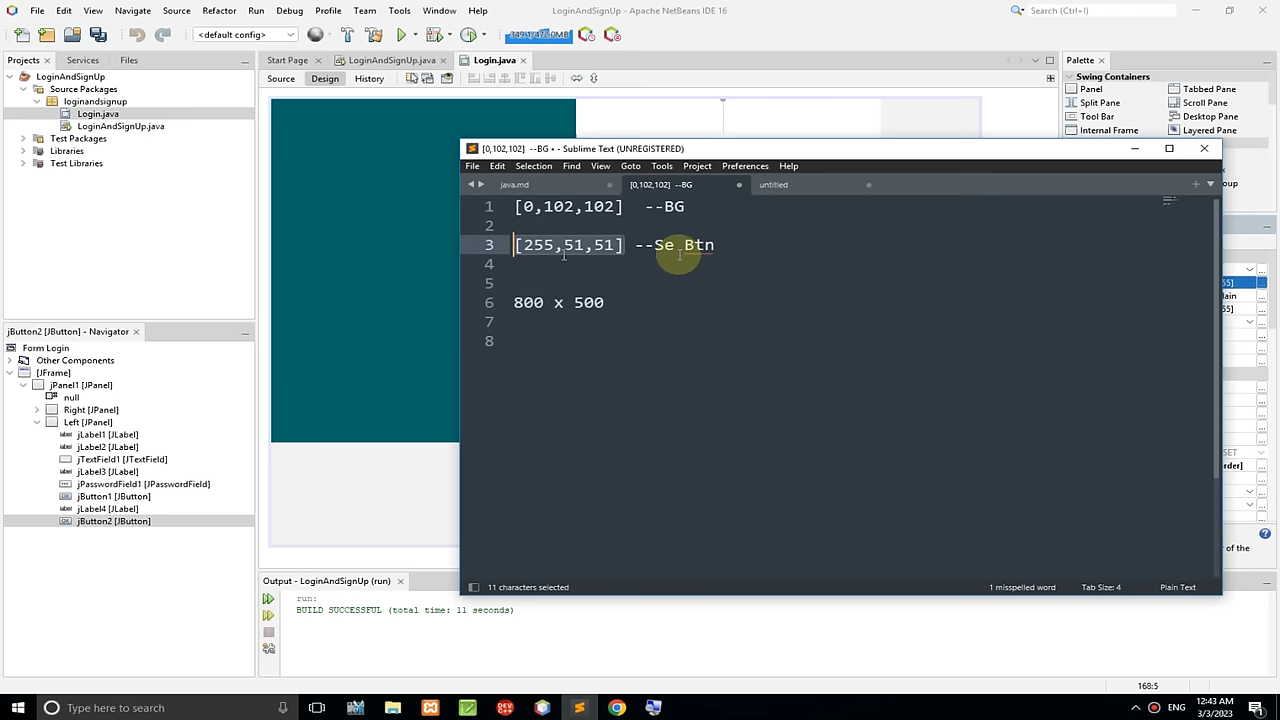 File Edit View Navigate Source Refactor Run Debug Profile Team Tools Window Help
LoginAndSignUp - Apache NetBeans IDE 16
Search (Ctrl+I)
<default config>
Projects
Services
Files
Start Page
LoginAndSignUp.java
Login.java
Palette
Source Design History
Swing Containers
Panel
Tabbed Pane
Split Pane
Scroll Pane
Tool Bar
Desktop Pane
Internal Frame
Layered Pane
LoginAndSignUp
Source Packages
loginandsignup
Login.java
LoginAndSignUp.java
Test Packages
Libraries
Test Libraries
[0,102,102] --BG • - Sublime Text (UNREGISTERED)
File Edit Selection Find View Goto Tools Project Preferences Help
java.md
[0,102,102] --BG
untitled
1 [0,102,102] --BG
2
3 [255,51,51] --Se Btn
4
5
6 800 x 500
7
8
11 characters selected
1 misspelled word
Tab Size: 4
Plain Text
jButton2 [JButton] - Navigator
Form Login
Other Components
[JFrame]
jPanel1 [JPanel]
null
Right [JPanel]
Left [JPanel]
jLabel1 [JLabel]
jLabel2 [JLabel]
jTextField1 [JTextField]
jLabel3 [JLabel]
jPasswordField1 [JPasswordField]
jButton1 [JButton]
jLabel4 [JLabel]
jButton2 [JButton]
Output - LoginAndSignUp (run)
run:
BUILD SUCCESSFUL (total time: 11 seconds)
168:5
Type here to search
ENG
12:43 AM
3/3/2023